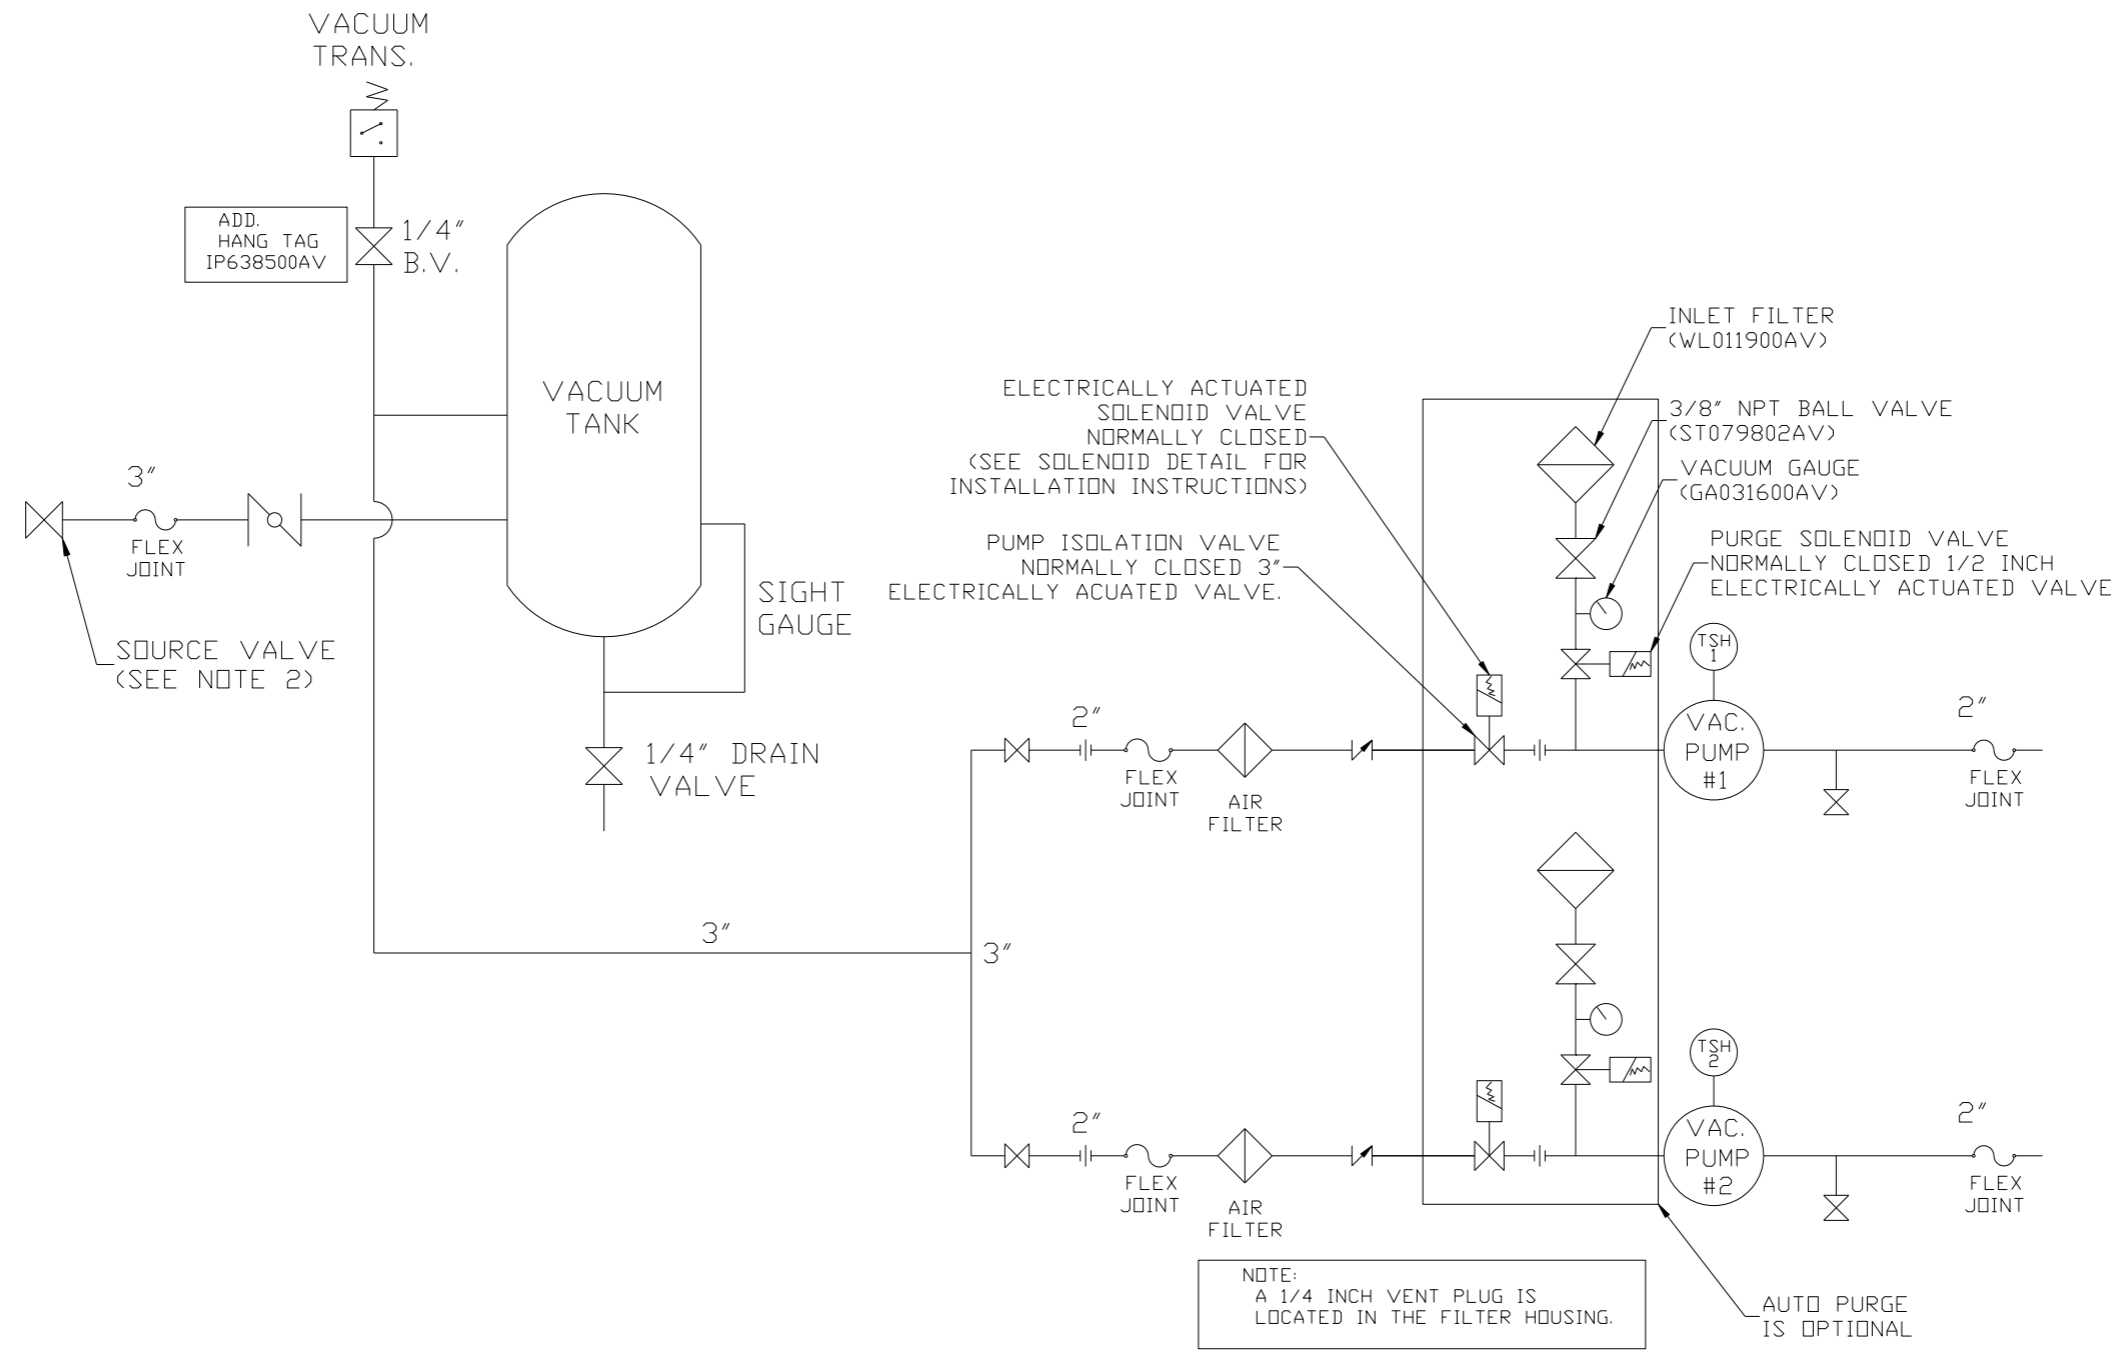 VACUUM
TRANS.
ADD.
HANG TAG
IP638500AV
1/4"
B.V.
VACUUM
TANK
3"
FLEX
JOINT
SOURCE VALVE
(SEE NOTE 2)
SIGHT
GAUGE
1/4" DRAIN
VALVE
3"
3"
ELECTRICALLY ACTUATED
SOLENOID VALVE
NORMALLY CLOSED
(SEE SOLENOID DETAIL FOR
INSTALLATION INSTRUCTIONS)
PUMP ISOLATION VALVE
NORMALLY CLOSED 3"
ELECTRICALLY ACUATED VALVE.
INLET FILTER
(WL011900AV)
3/8" NPT BALL VALVE
(ST079802AV)
VACUUM GAUGE
(GA031600AV)
PURGE SOLENOID VALVE
NORMALLY CLOSED 1/2 INCH
ELECTRICALLY ACTUATED VALVE
2"
FLEX
JOINT
AIR
FILTER
TSH
1
VAC.
PUMP
#1
2"
FLEX
JOINT
2"
FLEX
JOINT
AIR
FILTER
TSH
2
VAC.
PUMP
#2
2"
FLEX
JOINT
NOTE:
A 1/4 INCH VENT PLUG IS
LOCATED IN THE FILTER HOUSING.
AUTO PURGE
IS OPTIONAL